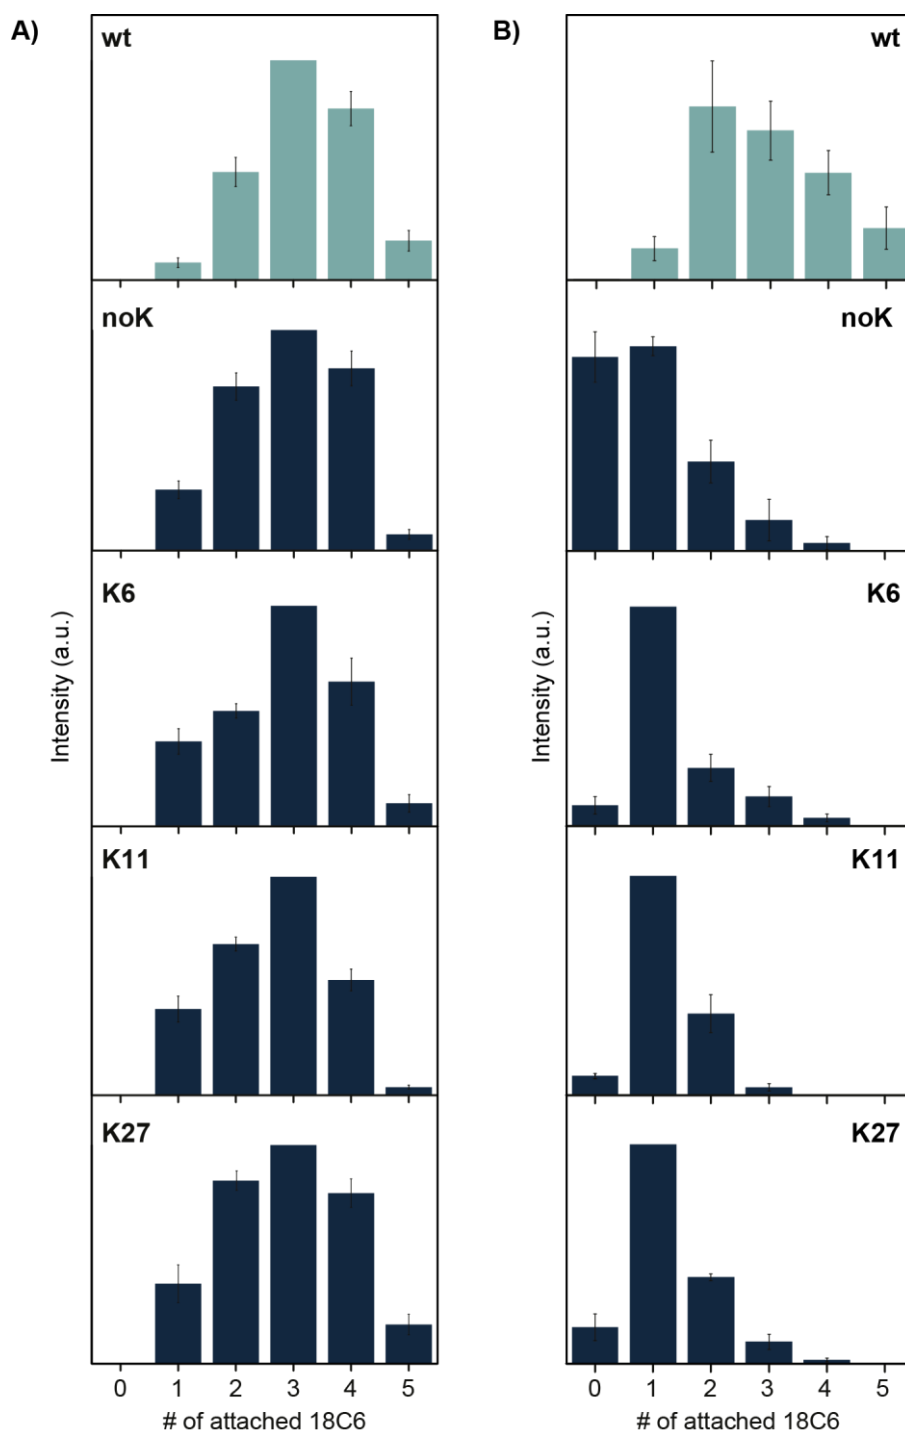 A)
wt
noK
K6
K11
K27
Intensity (a.u.)
0 1 2 3 4 5
# of attached 18C6
B)
wt
noK
K6
K11
K27
Intensity (a.u.)
0 1 2 3 4 5
# of attached 18C6